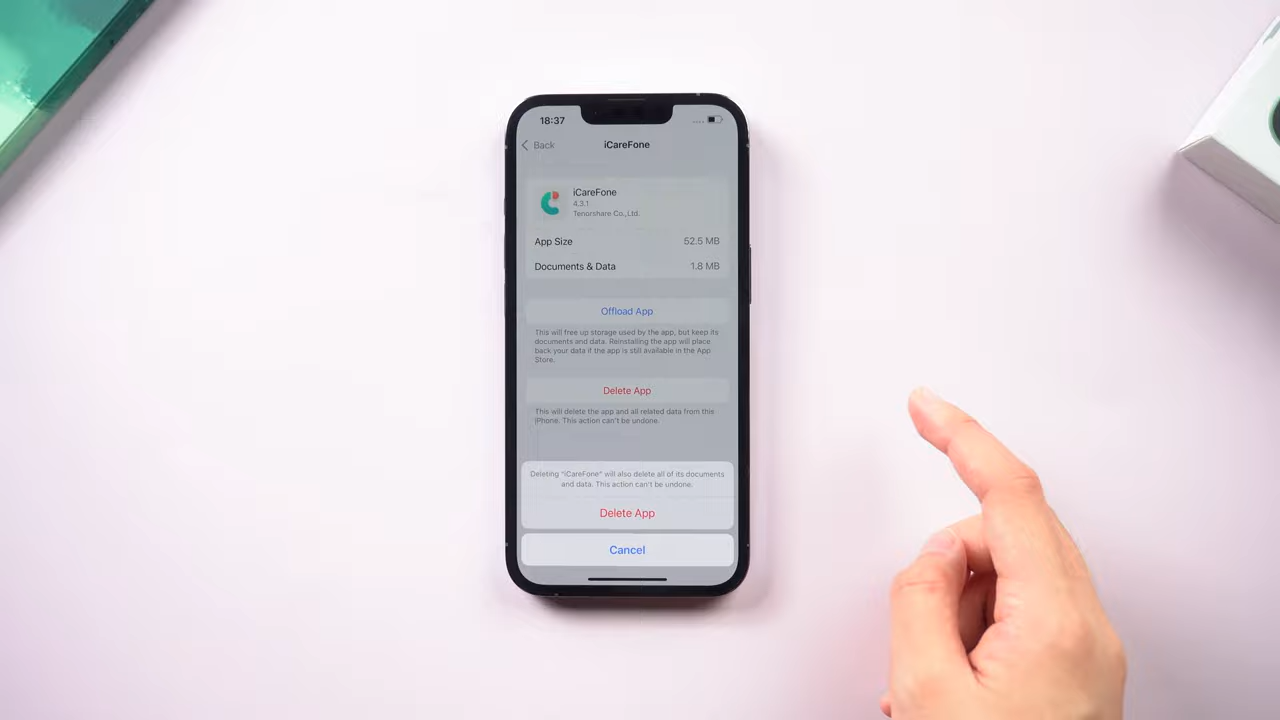 18:37
Back
iCareFone
iCareFone
4.3.1
Tenorshare Co.,Ltd.
App Size 52.5 MB
Documents & Data 1.8 MB
Offload App
This will free up storage used by the app, but keep its
documents and data. Reinstalling the app will place
back your data if the app is still available in the App
Store.
Delete App
This will delete the app and all related data from this
iPhone. This action can't be undone.
Deleting "iCareFone" will also delete all of its documents
and data. This action can't be undone.
Delete App
Cancel